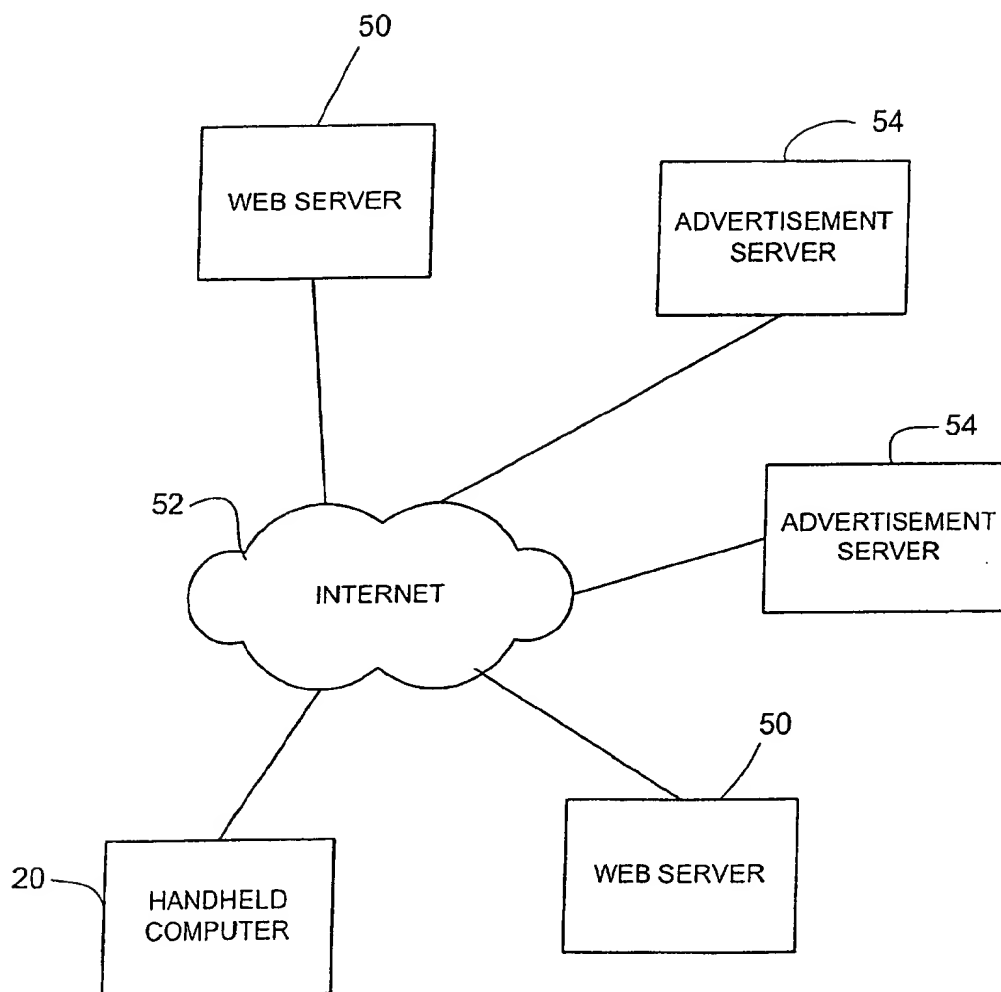 50
WEB SERVER
54
ADVERTISEMENT
SERVER
54
ADVERTISEMENT
SERVER
52
INTERNET
50
WEB SERVER
20
HANDHELD
COMPUTER